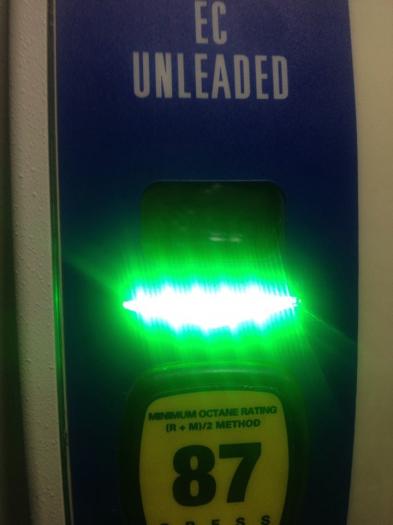 EC
UNLEADED
MINIMUM OCTANE RATING
(R + M)/2 METHOD
87